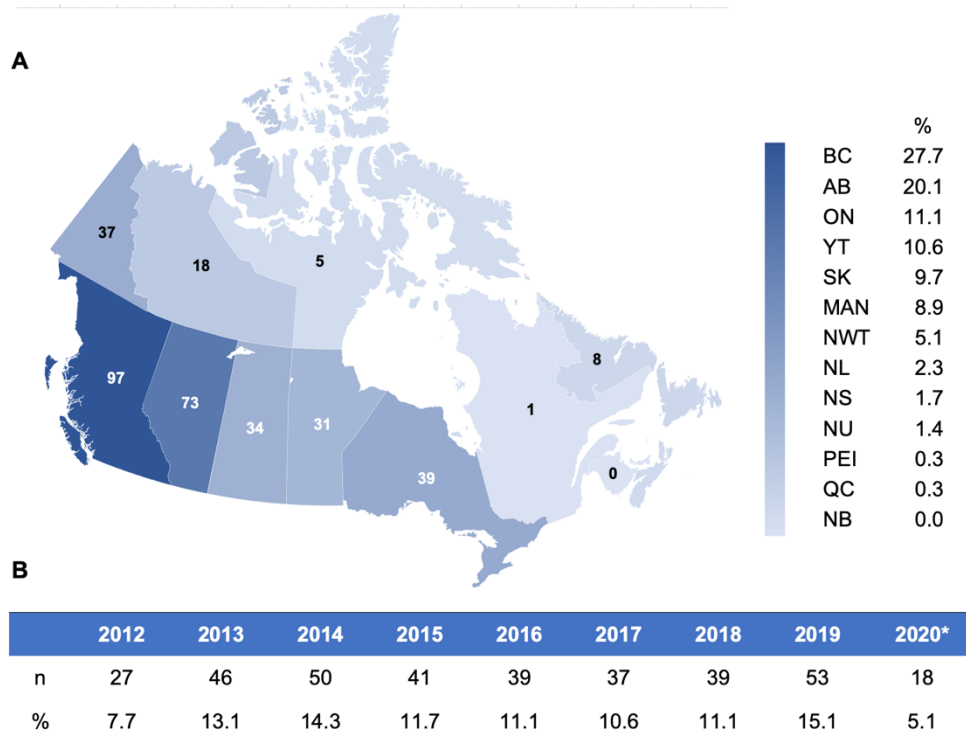 A
%
BC 27.7
AB 20.1
ON 11.1
YT 10.6
SK 9.7
MAN 8.9
NWT 5.1
NL 2.3
NS 1.7
NU 1.4
PEI 0.3
QC 0.3
NB 0.0
37
18
5
97
73
34
31
39
1
8
0
B
2012 2013 2014 2015 2016 2017 2018 2019 2020*
n 27 46 50 41 39 37 39 53 18
% 7.7 13.1 14.3 11.7 11.1 10.6 11.1 15.1 5.1